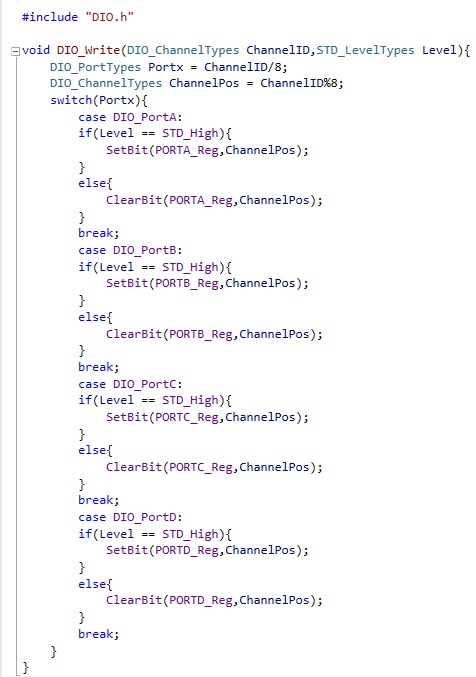 #include "DIO.h"
void DIO_Write(DIO_ChannelTypes ChannelID,STD_LevelTypes Level){
    DIO_PortTypes Portx = ChannelID/8;
    DIO_ChannelTypes ChannelPos = ChannelID%8;
    switch(Portx){
        case DIO_PortA:
        if(Level == STD_High){
            SetBit(PORTA_Reg,ChannelPos);
        }
        else{
            ClearBit(PORTA_Reg,ChannelPos);
        }
        break;
        case DIO_PortB:
        if(Level == STD_High){
            SetBit(PORTB_Reg,ChannelPos);
        }
        else{
            ClearBit(PORTB_Reg,ChannelPos);
        }
        break;
        case DIO_PortC:
        if(Level == STD_High){
            SetBit(PORTC_Reg,ChannelPos);
        }
        else{
            ClearBit(PORTC_Reg,ChannelPos);
        }
        break;
        case DIO_PortD:
        if(Level == STD_High){
            SetBit(PORTD_Reg,ChannelPos);
        }
        else{
            ClearBit(PORTD_Reg,ChannelPos);
        }
        break;
    }
}